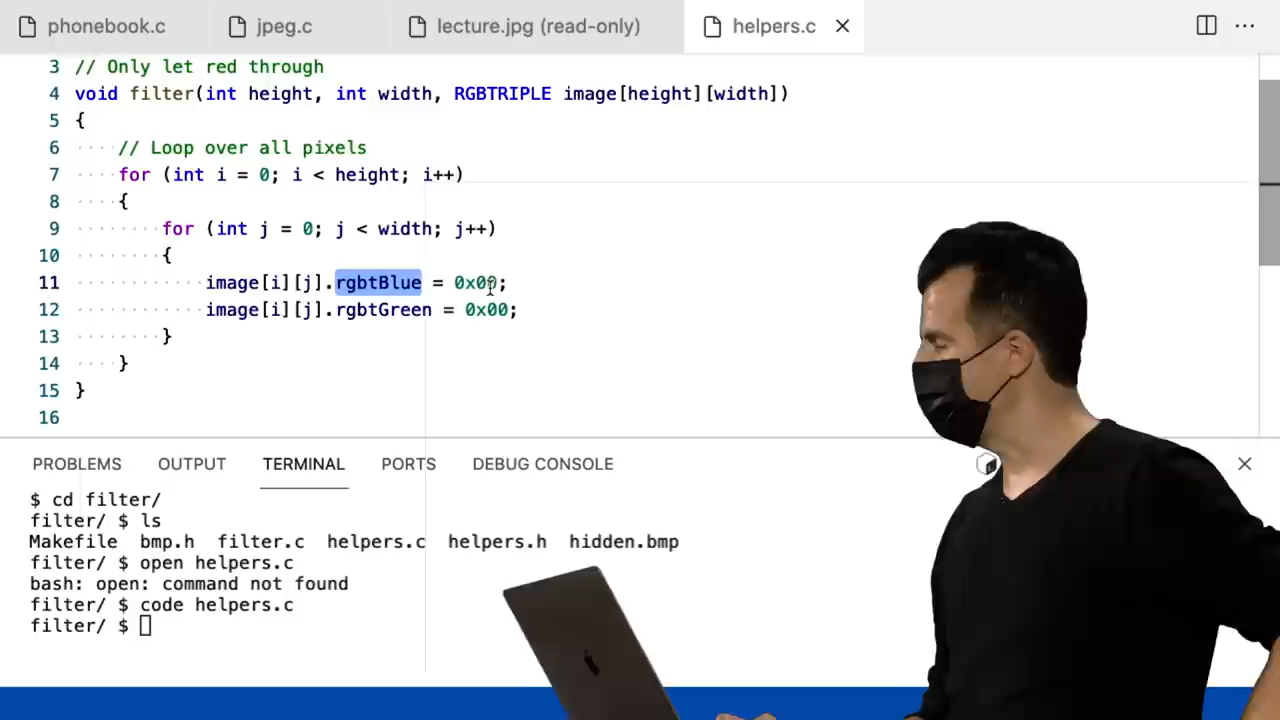 phonebook.c
jpeg.c
lecture.jpg (read-only)
helpers.c
3 // Only let red through
4 void filter(int height, int width, RGBTRIPLE image[height][width])
5 {
6 // Loop over all pixels
7 for (int i = 0; i < height; i++)
8 {
9 for (int j = 0; j < width; j++)
10 {
11 image[i][j].rgbtBlue = 0x00;
12 image[i][j].rgbtGreen = 0x00;
13 }
14 }
15 }
16
PROBLEMS OUTPUT TERMINAL PORTS DEBUG CONSOLE
$ cd filter/
filter/ $ ls
Makefile bmp.h filter.c helpers.c helpers.h hidden.bmp
filter/ $ open helpers.c
bash: open: command not found
filter/ $ code helpers.c
filter/ $